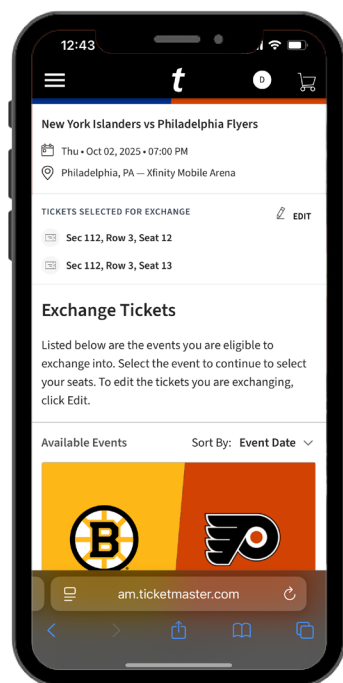 12:43
t
D
New York Islanders vs Philadelphia Flyers
Thu • Oct 02, 2025 • 07:00 PM
Philadelphia, PA — Xfinity Mobile Arena
TICKETS SELECTED FOR EXCHANGE
EDIT
Sec 112, Row 3, Seat 12
Sec 112, Row 3, Seat 13
Exchange Tickets
Listed below are the events you are eligible to
exchange into. Select the event to continue to select
your seats. To edit the tickets you are exchanging,
click Edit.
Available Events
Sort By: Event Date
B
am.ticketmaster.com